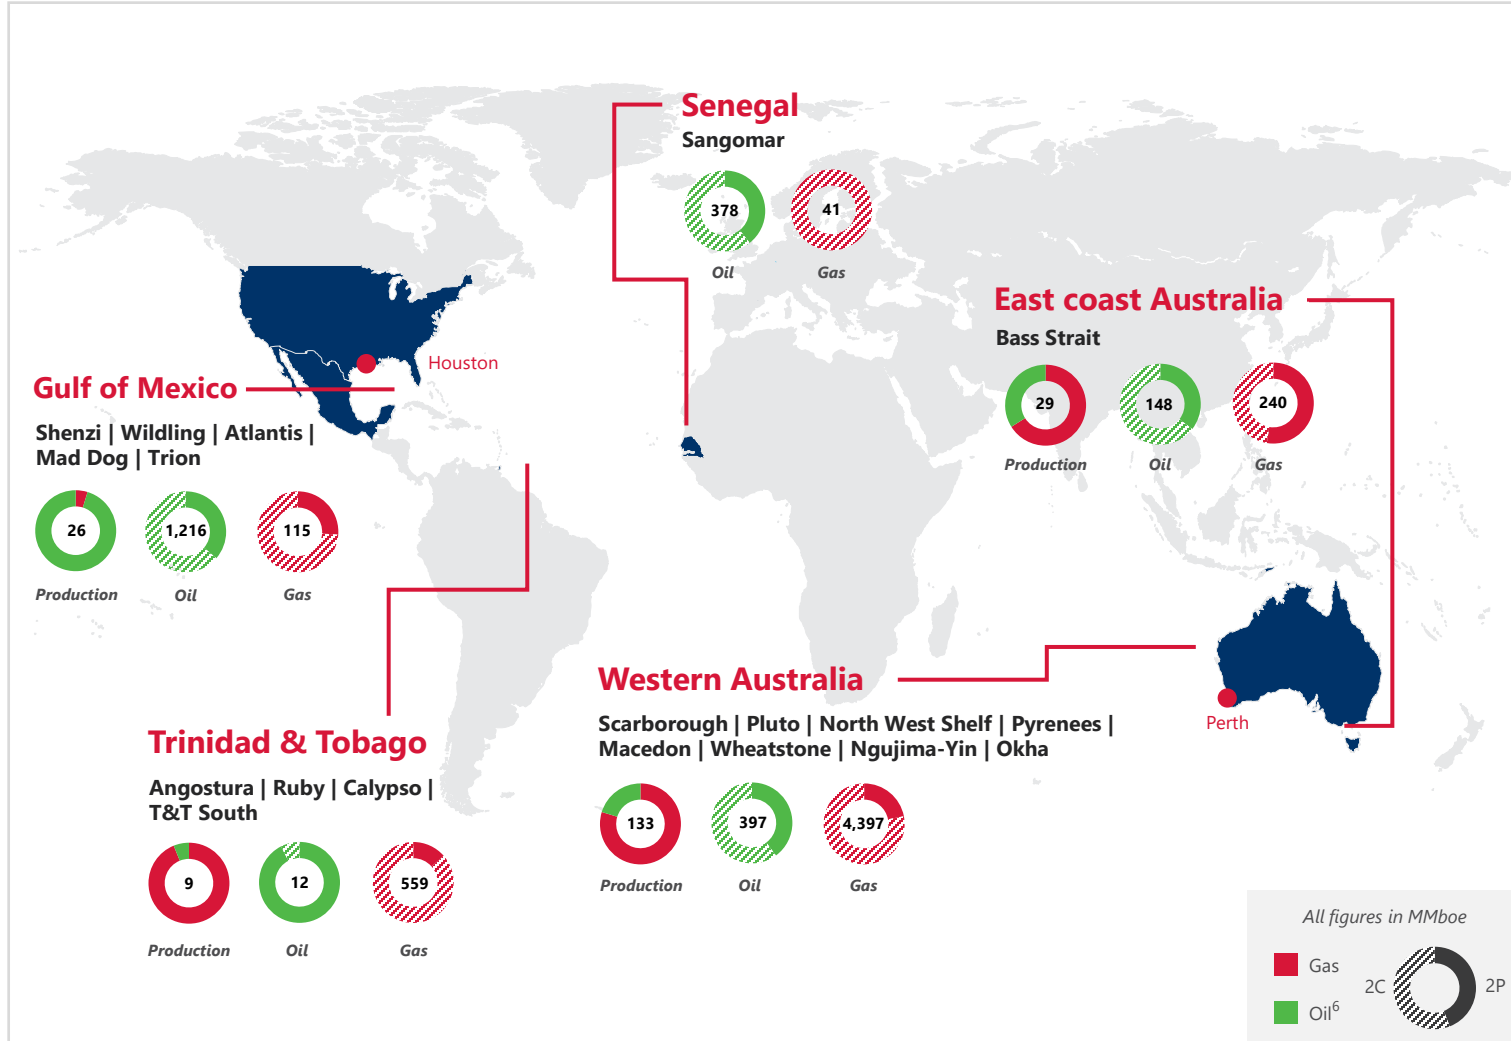 Senegal
Sangomar
378
41
Oil
Gas
East coast Australia
Bass Strait
29
148
240
Production
Oil
Gas
Houston
Gulf of Mexico
Shenzi | Wildling | Atlantis |
Mad Dog | Trion
26
1,216
115
Production
Oil
Gas
Western Australia
Scarborough | Pluto | North West Shelf | Pyrenees |
Macedon | Wheatstone | Ngujima-Yin | Okha
133
397
4,397
Production
Oil
Gas
Perth
Trinidad & Tobago
Angostura | Ruby | Calypso |
T&T South
9
12
559
Production
Oil
Gas
All figures in MMboe
Gas
Oil⁶
2C
2P